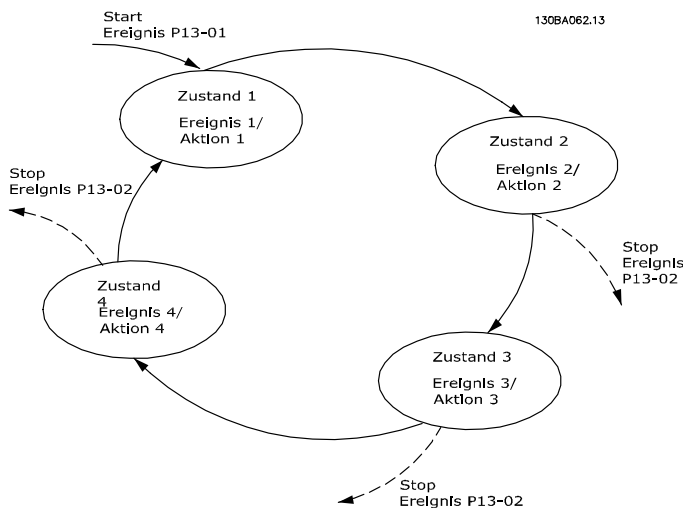 Start
Ereignis P13-01
130BA062.13
Zustand 1
Ereignis 1/
Aktion 1
Zustand 2
Ereignis 2/
Aktion 2
Stop
Ereignis P13-02
Stop
Ereignis
P13-02
Zustand
4
Ereignis 4/
Aktion 4
Zustand 3
Ereignis 3/
Aktion 3
Stop
Ereignis P13-02